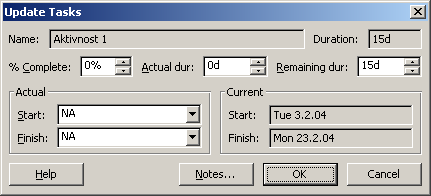 Update Tasks
Name: Aktivnost 1 Duration: 15d
% Complete: 0% Actual dur: 0d Remaining dur: 15d
Actual Current
Start: NA Start: Tue 3.2.04
Finish: NA Finish: Mon 23.2.04
Help Notes... OK Cancel